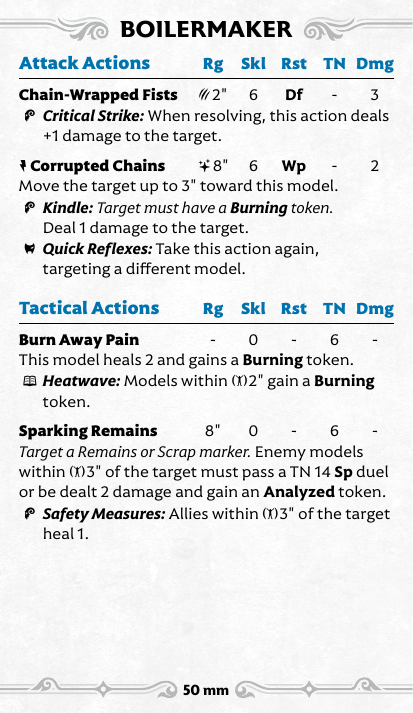 BOILERMAKER
Attack Actions Rg Skl Rst TN Dmg
Chain-Wrapped Fists 2" 6 Df - 3
Critical Strike: When resolving, this action deals
+1 damage to the target.
Corrupted Chains 8" 6 Wp - 2
Move the target up to 3" toward this model.
Kindle: Target must have a Burning token.
Deal 1 damage to the target.
Quick Reflexes: Take this action again,
targeting a different model.
Tactical Actions Rg Skl Rst TN Dmg
Burn Away Pain - 0 - 6 -
This model heals 2 and gains a Burning token.
Heatwave: Models within 2" gain a Burning
token.
Sparking Remains 8" 0 - 6 -
Target a Remains or Scrap marker. Enemy models
within 3" of the target must pass a TN 14 Sp duel
or be dealt 2 damage and gain an Analyzed token.
Safety Measures: Allies within 3" of the target
heal 1.
50 mm